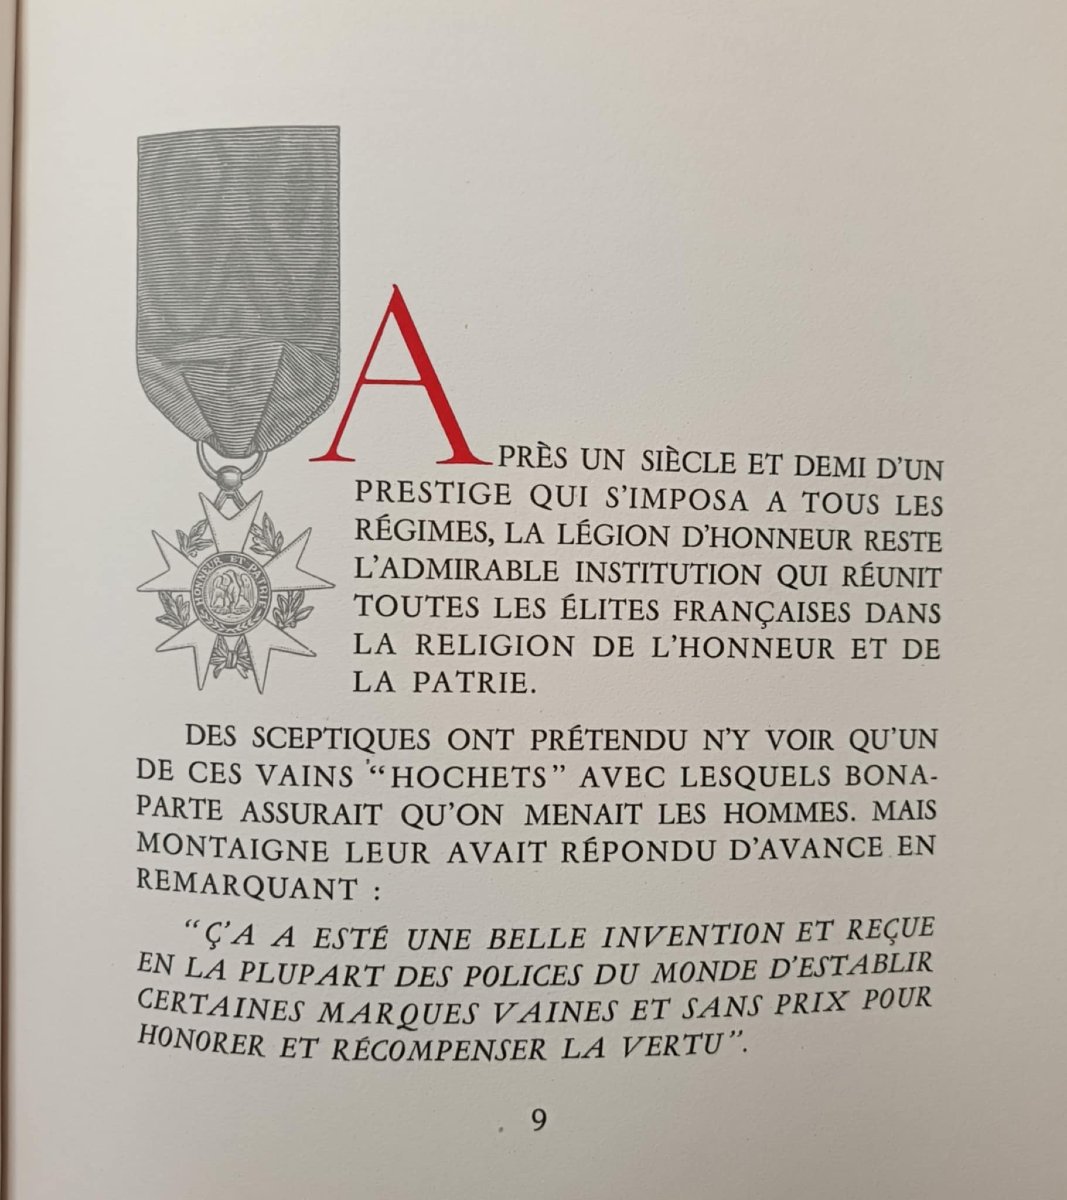 HONNEUR ET PATRIE
APRÈS UN SIÈCLE ET DEMI D'UN
PRESTIGE QUI S'IMPOSA A TOUS LES
RÉGIMES, LA LÉGION D'HONNEUR RESTE
L'ADMIRABLE INSTITUTION QUI RÉUNIT
TOUTES LES ÉLITES FRANÇAISES DANS
LA RELIGION DE L'HONNEUR ET DE
LA PATRIE.
DES SCEPTIQUES ONT PRÉTENDU N'Y VOIR QU'UN
DE CES VAINS “HOCHETS” AVEC LESQUELS BONA-
PARTE ASSURAIT QU'ON MENAIT LES HOMMES. MAIS
MONTAIGNE LEUR AVAIT RÉPONDU D'AVANCE EN
REMARQUANT :
“Ç'A A ESTÉ UNE BELLE INVENTION ET REÇUE
EN LA PLUPART DES POLICES DU MONDE D'ESTABLIR
CERTAINES MARQUES VAINES ET SANS PRIX POUR
HONORER ET RÉCOMPENSER LA VERTU”.
9